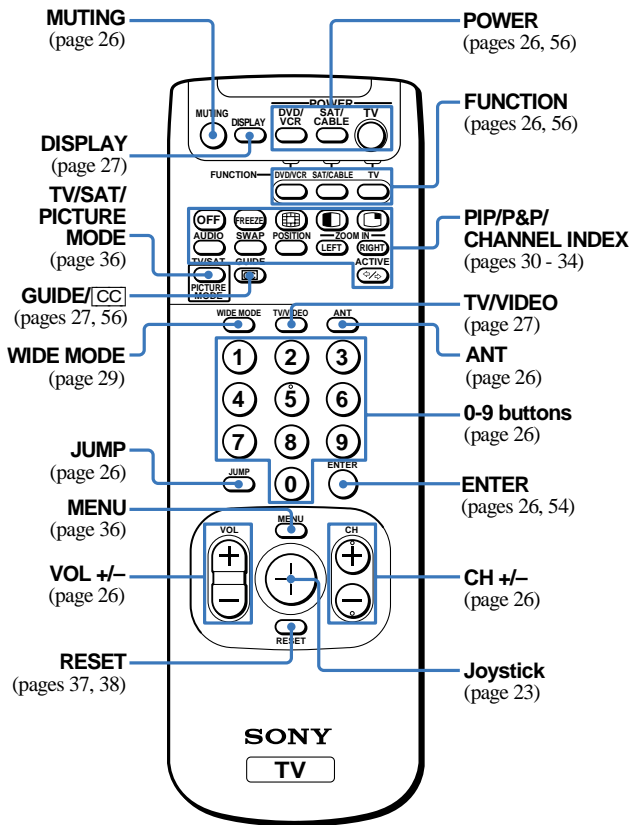 MUTING
(page 26)
DISPLAY
(page 27)
TV/SAT/
PICTURE
MODE
(page 36)
GUIDE/CC
(pages 27, 56)
WIDE MODE
(page 29)
JUMP
(page 26)
MENU
(page 36)
VOL +/–
(page 26)
RESET
(pages 37, 38)
POWER
(pages 26, 56)
FUNCTION
(pages 26, 56)
PIP/P&P/
CHANNEL INDEX
(pages 30 - 34)
TV/VIDEO
(page 27)
ANT
(page 26)
0-9 buttons
(page 26)
ENTER
(pages 26, 54)
CH +/–
(page 26)
Joystick
(page 23)
POWER
MUTING DISPLAY DVD/VCR SAT/CABLE TV
FUNCTION DVD/VCR SAT/CABLE TV
OFF FREEZE
AUDIO SWAP POSITION LEFT ZOOM IN RIGHT
TV/SAT GUIDE ACTIVE
CC
PICTURE
MODE
WIDE MODE TV/VIDEO ANT
1 2 3
4 5 6
7 8 9
JUMP 0 ENTER
VOL MENU CH
+ +
– –
RESET
SONY
TV